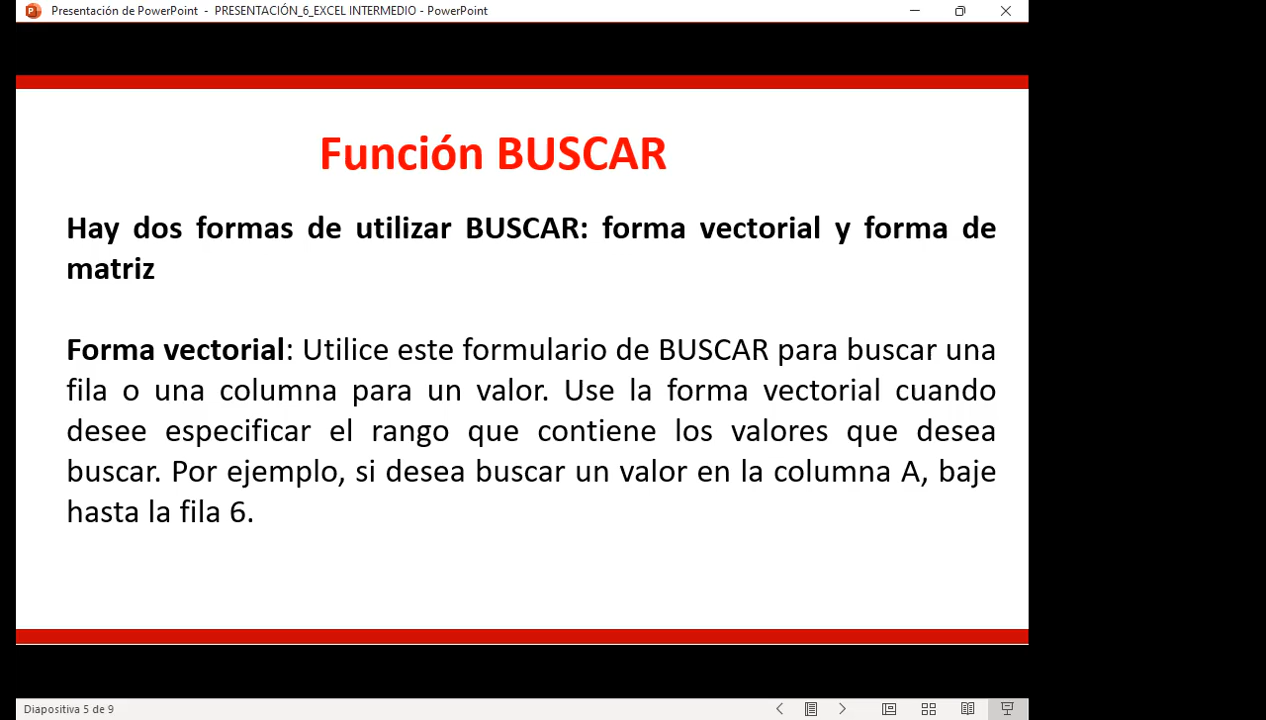 Presentación de PowerPoint - PRESENTACIÓN_6_EXCEL INTERMEDIO - PowerPoint
Función BUSCAR
Hay dos formas de utilizar BUSCAR: forma vectorial y forma de
matriz
Forma vectorial: Utilice este formulario de BUSCAR para buscar una
fila o una columna para un valor. Use la forma vectorial cuando
desee especificar el rango que contiene los valores que desea
buscar. Por ejemplo, si desea buscar un valor en la columna A, baje
hasta la fila 6.
Diapositiva 5 de 9